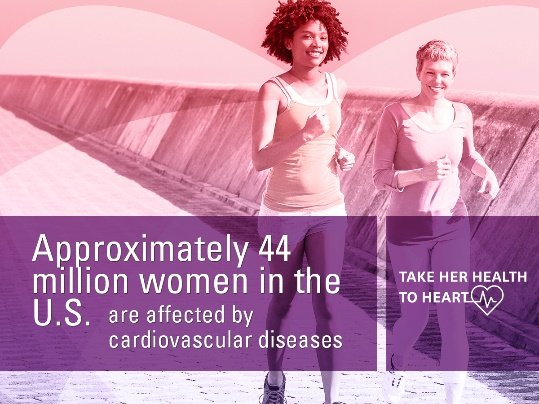 Approximately 44
million women in the
U.S. are affected by
cardiovascular diseases
TAKE HER HEALTH
TO HEART